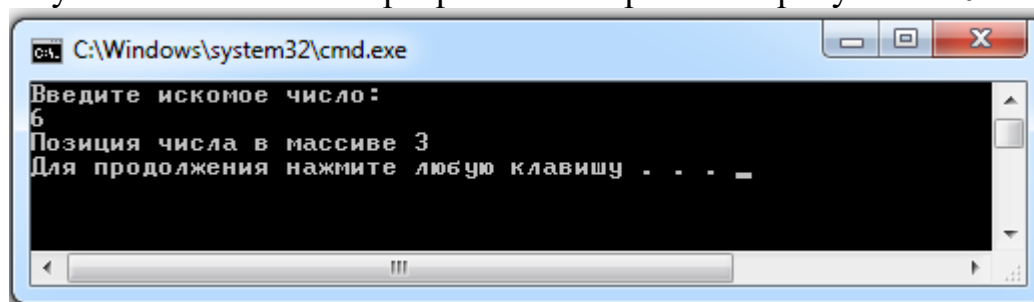 C:\Windows\system32\cmd.exe
Введите искомое число:
6
Позиция числа в массиве 3
Для продолжения нажмите любую клавишу . . . _